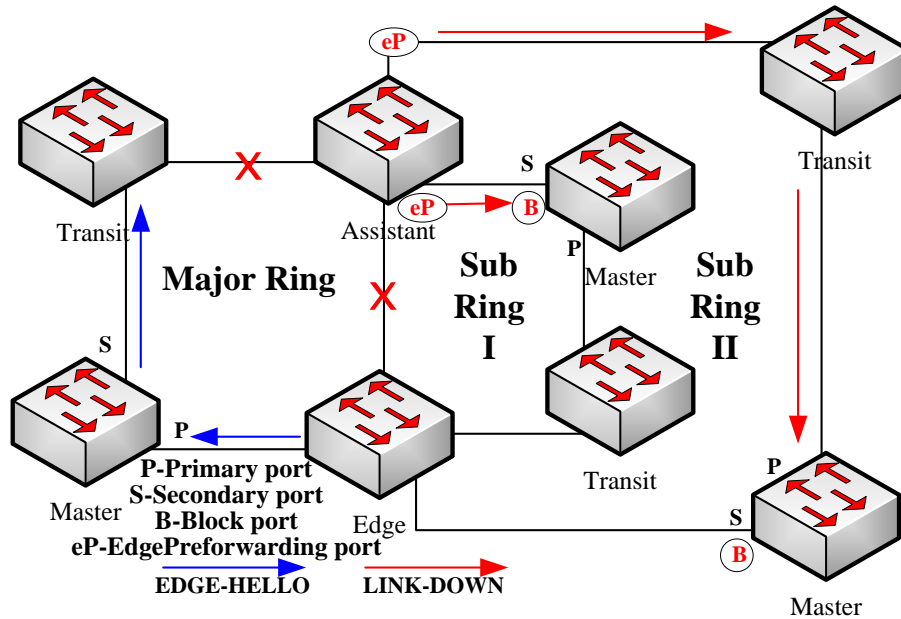 eP
Transit
S
Transit
Assistant
eP
B
P
Master
Major Ring
Sub
Ring
I
Sub
Ring
II
X
X
S
P
Master
P-Primary port
S-Secondary port
B-Block port
eP-EdgePreforwarding port
EDGE-HELLO
LINK-DOWN
Edge
Transit
P
S
B
Master